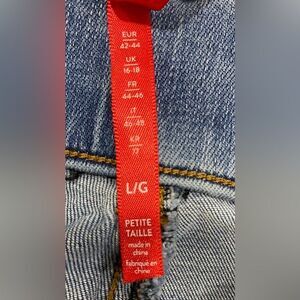 EUR
42-44
UK
16-18
FR
44-46
IT
46-48
KR
77
L/G
PETITE
TAILLE
made in
china
fabriqué en
chine